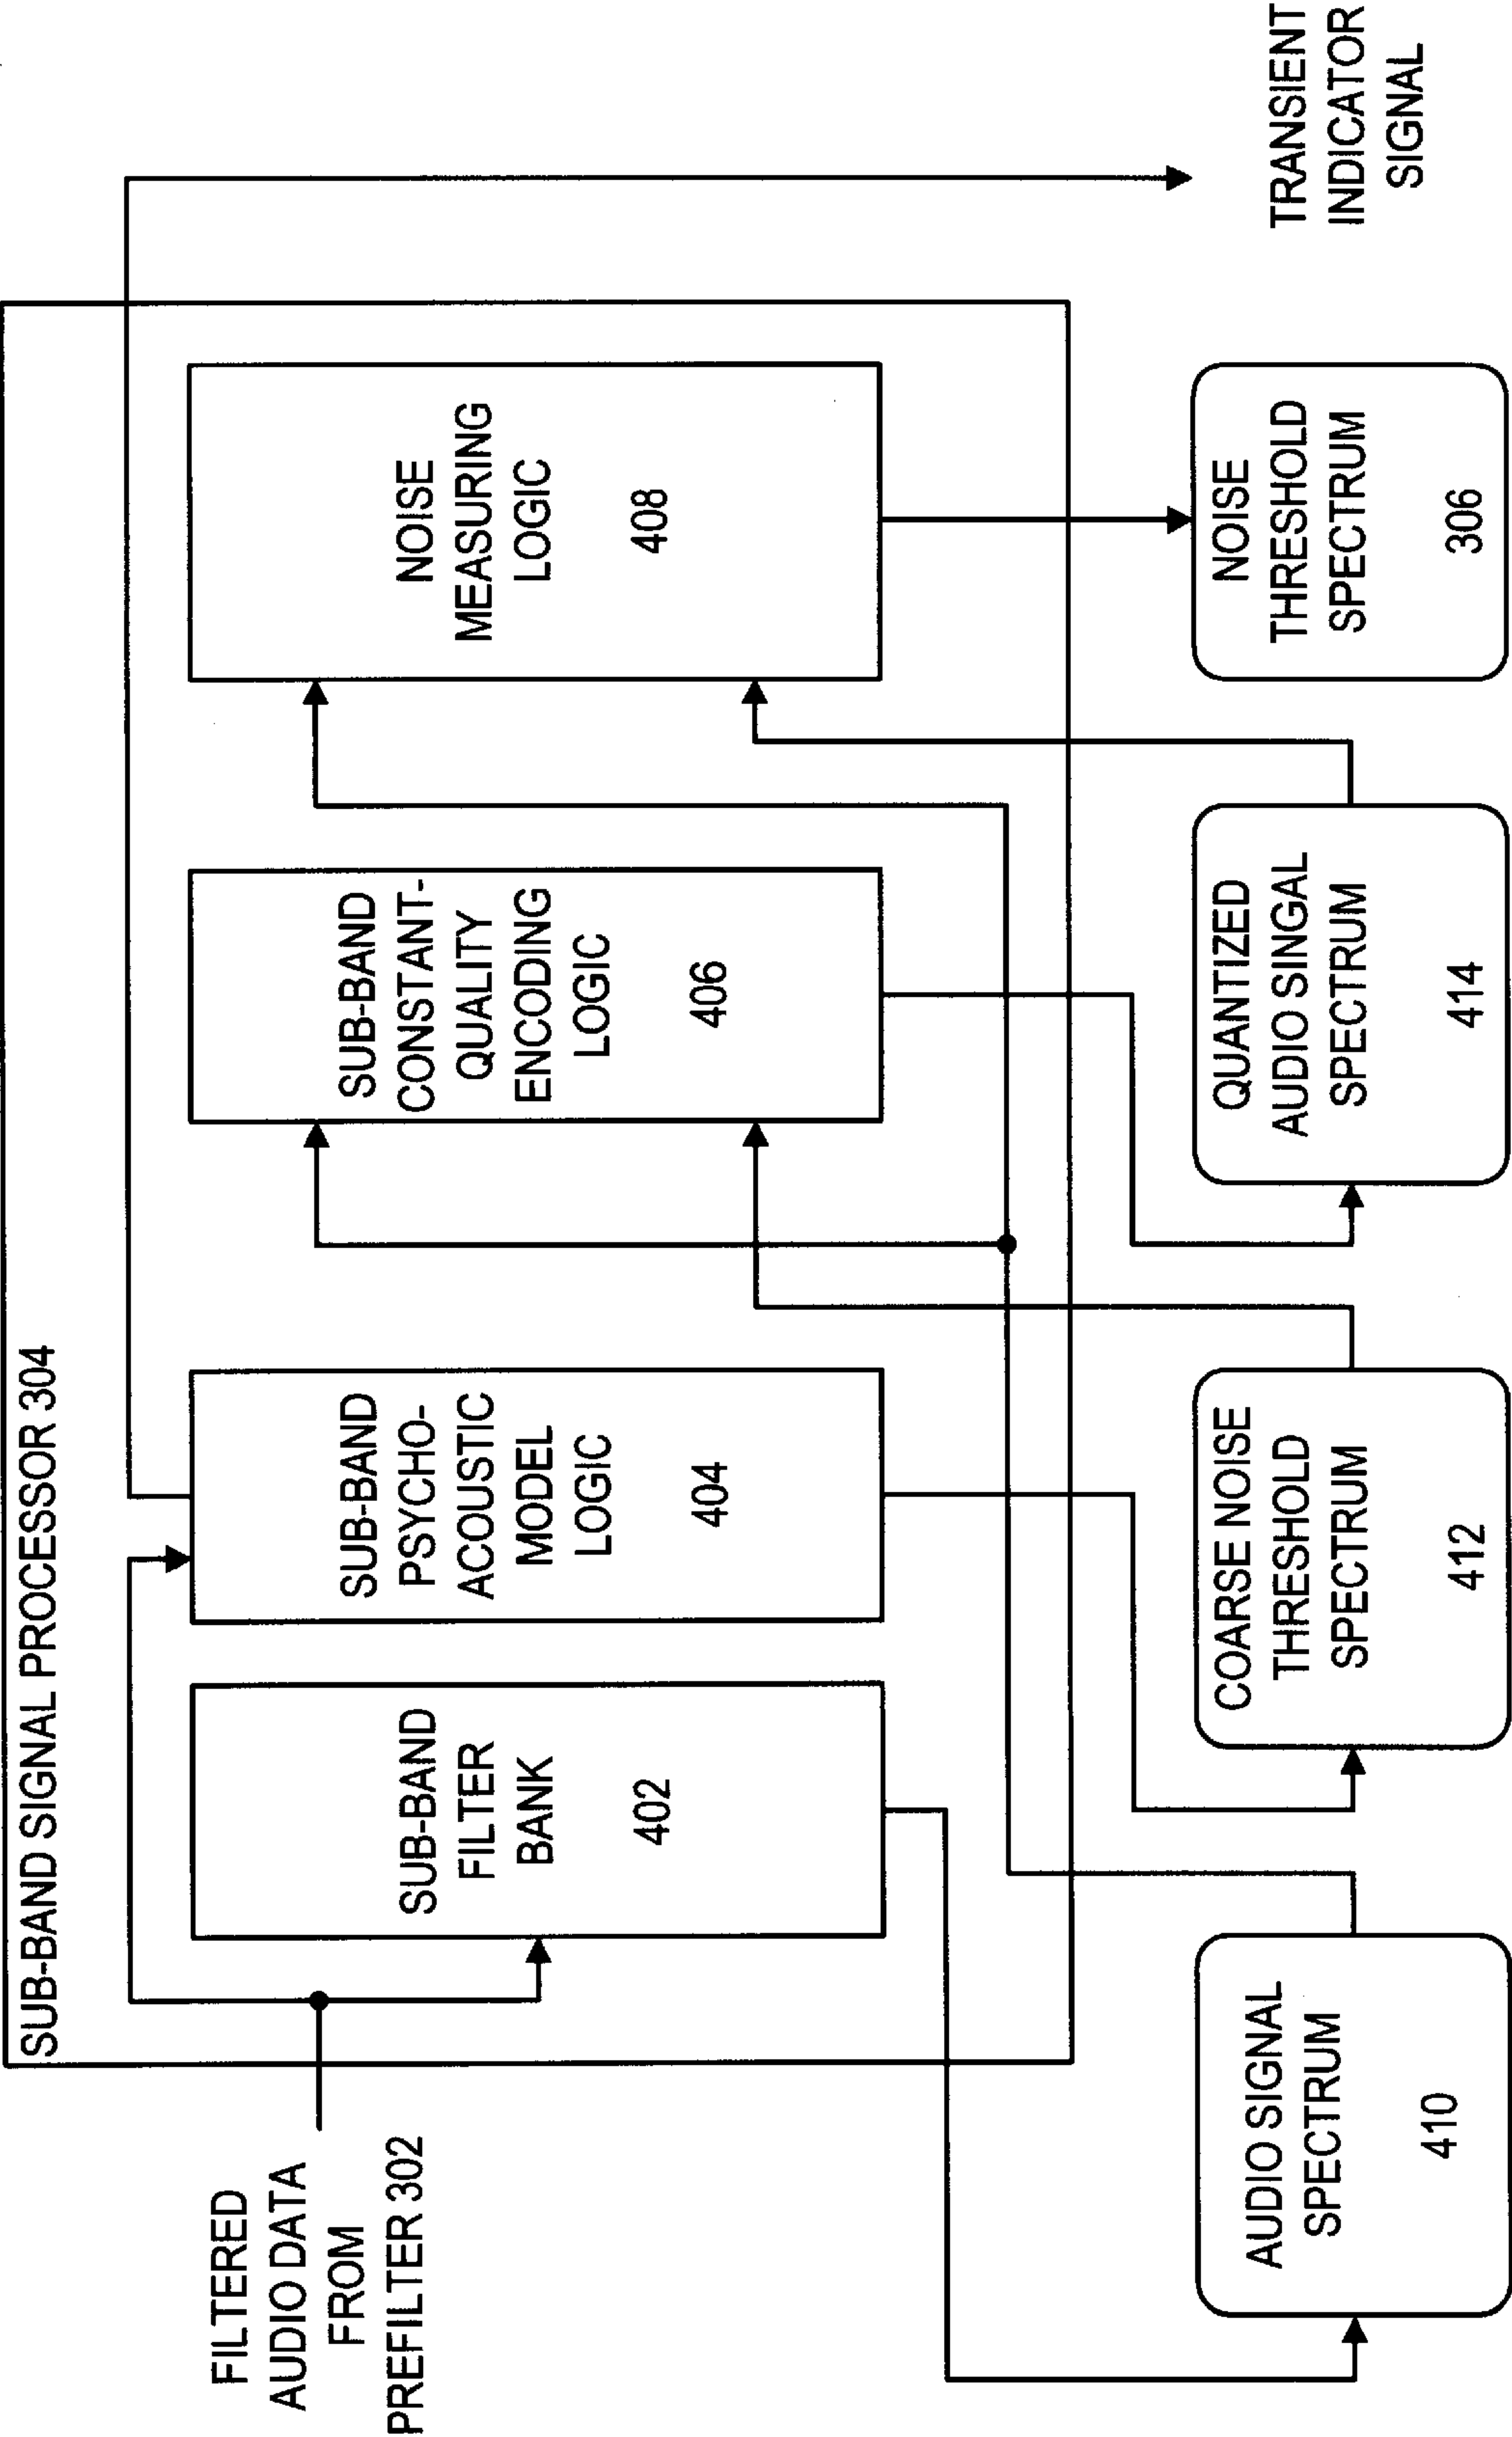 SUB-BAND SIGNAL PROCESSOR 304
FILTERED
AUDIO DATA
FROM
PREFILTER 302
SUB-BAND
FILTER
BANK
402
SUB-BAND
PSYCHO-
ACOUSTIC
MODEL
LOGIC
404
SUB-BAND
CONSTANT-
QUALITY
ENCODING
LOGIC
406
NOISE
MEASURING
LOGIC
408
AUDIO SIGNAL
SPECTRUM
410
COARSE NOISE
THRESHOLD
SPECTRUM
412
QUANTIZED
AUDIO SINGAL
SPECTRUM
414
NOISE
THRESHOLD
SPECTRUM
306
TRANSIENT
INDICATOR
SIGNAL